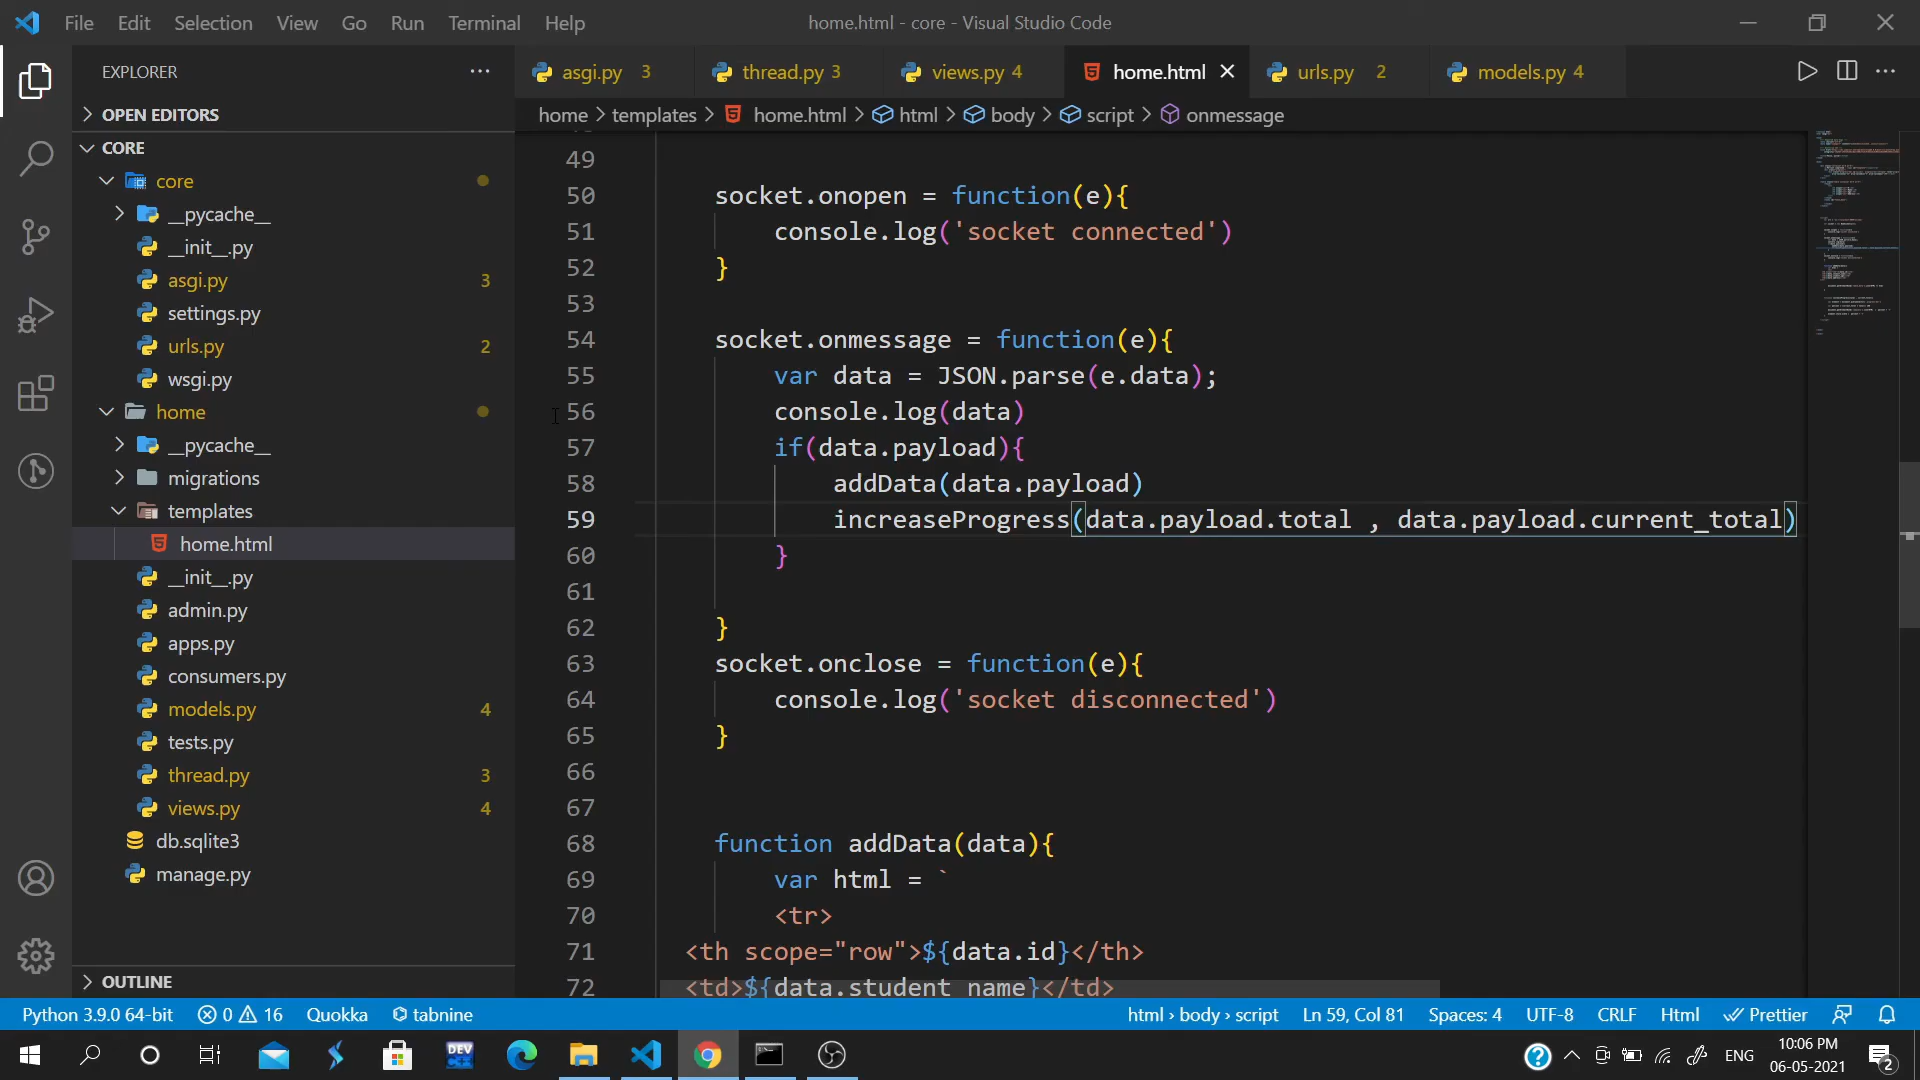 File Edit Selection View Go Run Terminal Help home.html - core - Visual Studio Code
EXPLORER
asgi.py 3 thread.py 3 views.py 4 home.html urls.py 2 models.py 4
home > templates > home.html > html > body > script > onmessage
OPEN EDITORS
CORE
core
__pycache__
__init__.py
asgi.py 3
settings.py
urls.py 2
wsgi.py
home
__pycache__
migrations
templates
home.html
__init__.py
admin.py
apps.py
consumers.py
models.py 4
tests.py
thread.py 3
views.py 4
db.sqlite3
manage.py
OUTLINE
49
50 socket.onopen = function(e){
51 console.log('socket connected')
52 }
53
54 socket.onmessage = function(e){
55 var data = JSON.parse(e.data);
56 console.log(data)
57 if(data.payload){
58 addData(data.payload)
59 increaseProgress(data.payload.total , data.payload.current_total)
60 }
61
62 }
63 socket.onclose = function(e){
64 console.log('socket disconnected')
65 }
66
67
68 function addData(data){
69 var html = `
70 <tr>
71 <th scope="row">${data.id}</th>
72 <td>${data.student_name}</td>
Python 3.9.0 64-bit 0 16 Quokka tabnine html › body › script Ln 59, Col 81 Spaces: 4 UTF-8 CRLF Html Prettier
DEV C++ ? ENG 10:06 PM
06-05-2021 2